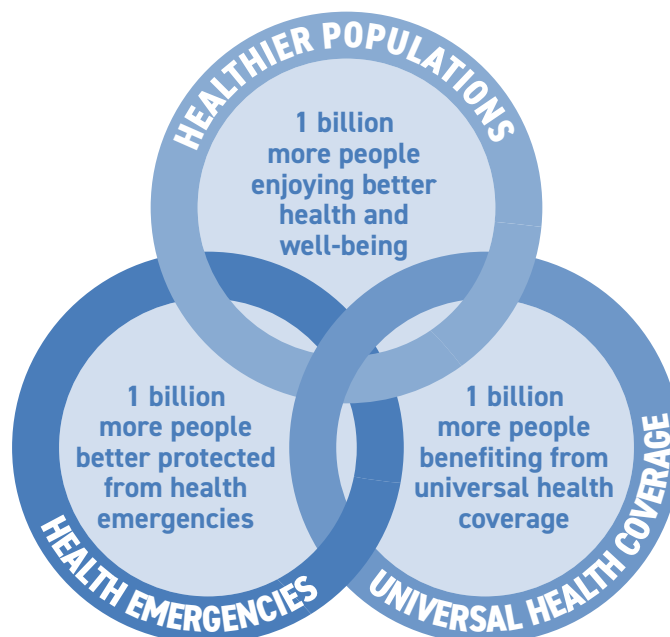 HEALTHIER POPULATIONS
1 billion
more people
enjoying better
health and
well-being
1 billion
more people
better protected
from health
emergencies
HEALTH EMERGENCIES
1 billion
more people
benefiting from
universal health
coverage
UNIVERSAL HEALTH COVERAGE